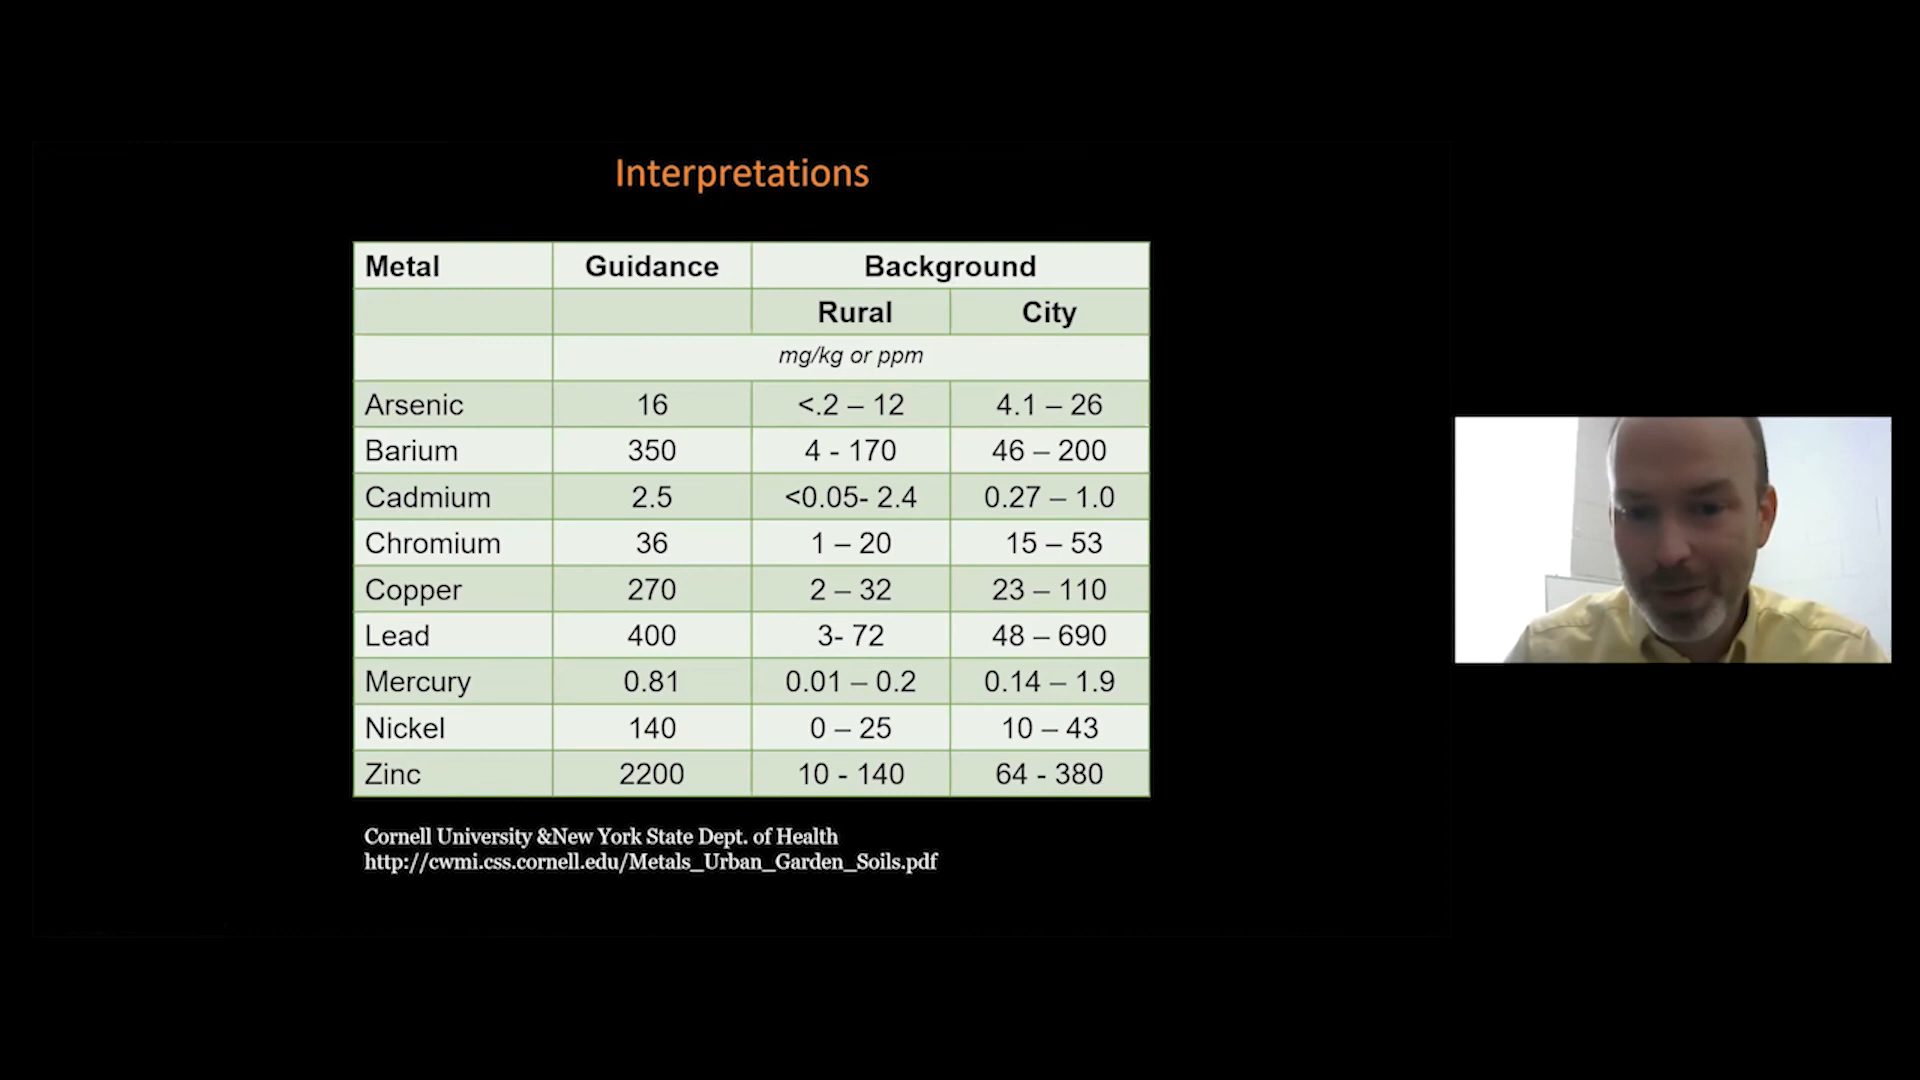 Interpretations
Metal Guidance Background
Rural City
mg/kg or ppm
Arsenic 16 <.2 – 12 4.1 – 26
Barium 350 4 - 170 46 – 200
Cadmium 2.5 <0.05- 2.4 0.27 – 1.0
Chromium 36 1 – 20 15 – 53
Copper 270 2 – 32 23 – 110
Lead 400 3- 72 48 – 690
Mercury 0.81 0.01 – 0.2 0.14 – 1.9
Nickel 140 0 – 25 10 – 43
Zinc 2200 10 - 140 64 - 380
Cornell University &New York State Dept. of Health
http://cwmi.css.cornell.edu/Metals_Urban_Garden_Soils.pdf